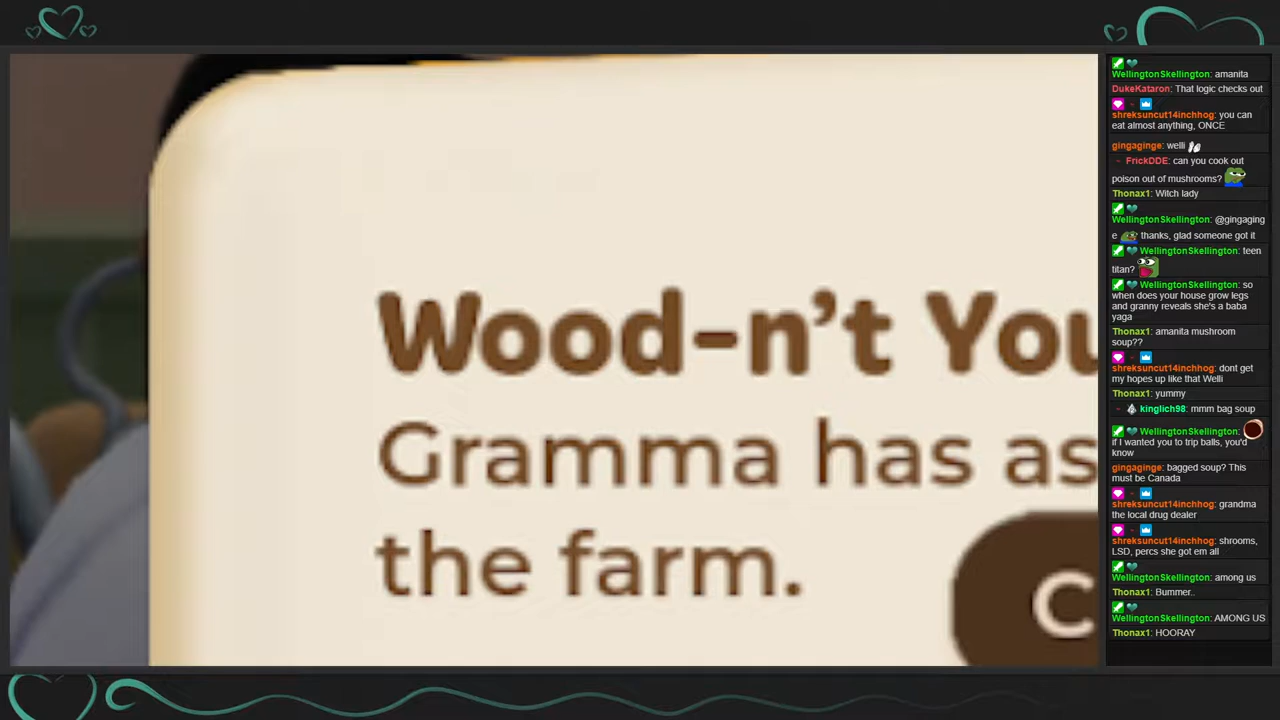 Wood-n't You
Gramma has as
the farm.
C
WellingtonSkellington: amanita
DukeKataron: That logic checks out
shreksuncut14inchhog: you can
eat almost anything, ONCE
gingaginge: welli
FrickDDE: can you cook out
poison out of mushrooms?
Thonax1: Witch lady
WellingtonSkellington: @gingaging
e thanks, glad someone got it
WellingtonSkellington: teen
titan?
WellingtonSkellington: so
when does your house grow legs
and granny reveals she's a baba
yaga
Thonax1: amanita mushroom
soup??
shreksuncut14inchhog: dont get
my hopes up like that Welli
Thonax1: yummy
kinglich98: mmm bag soup
WellingtonSkellington:
if I wanted you to trip balls, you'd
know
gingaginge: bagged soup? This
must be Canada
shreksuncut14inchhog: grandma
the local drug dealer
shreksuncut14inchhog: shrooms,
LSD, percs she got em all
WellingtonSkellington: among us
Thonax1: Bummer..
WellingtonSkellington: AMONG US
Thonax1: HOORAY